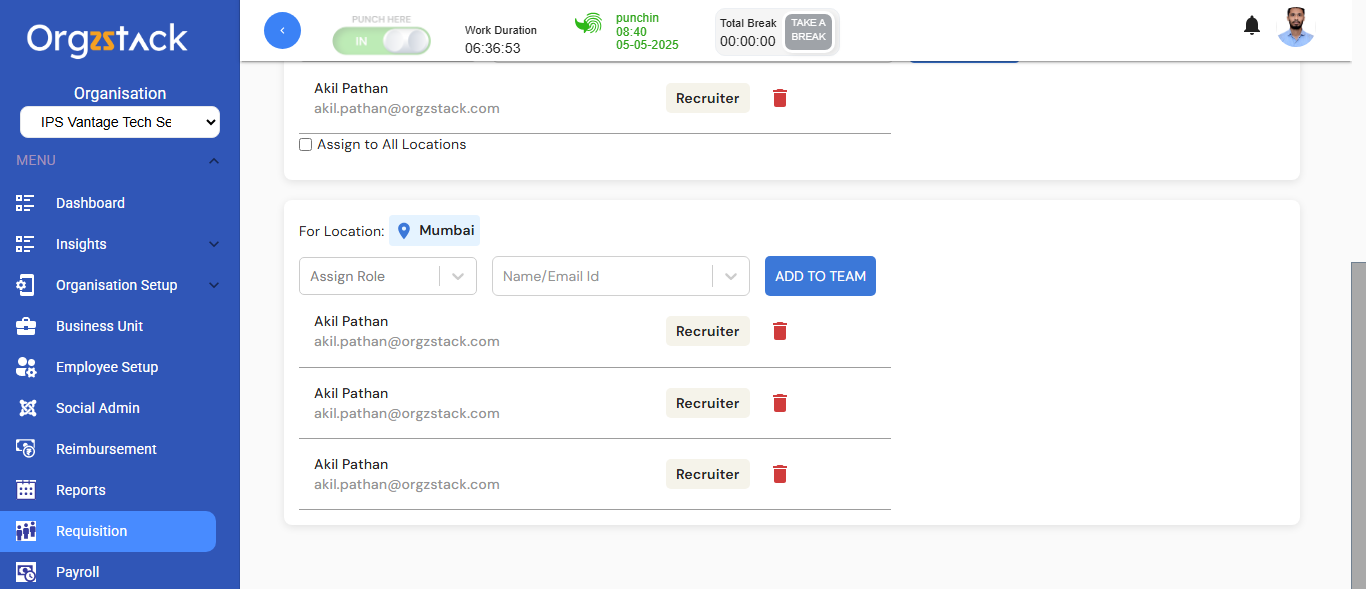 Orgzstack
Organisation
IPS Vantage Tech Se
MENU
Dashboard
Insights
Organisation Setup
Business Unit
Employee Setup
Social Admin
Reimbursement
Reports
Requisition
Payroll
PUNCH HERE
IN
Work Duration
06:36:53
punchin
08:40
05-05-2025
Total Break
00:00:00
TAKE A
BREAK
Akil Pathan
akil.pathan@orgzstack.com
Recruiter
Assign to All Locations
For Location: Mumbai
Assign Role
Name/Email Id
ADD TO TEAM
Akil Pathan
akil.pathan@orgzstack.com
Recruiter
Akil Pathan
akil.pathan@orgzstack.com
Recruiter
Akil Pathan
akil.pathan@orgzstack.com
Recruiter